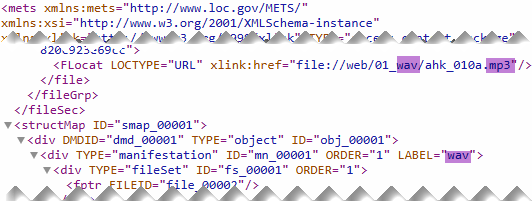 <mets xmlns:mets="http://www.loc.gov/METS/"
xmlns:xsi="http://www.w3.org/2001/XMLSchema-instance
820c923e69cc">
<FLocat LOCTYPE="URL" xlink:href="file://web/01_wav/ahk_010a.mp3"/>
</file>
</fileGrp>
</fileSec>
<structMap ID="smap_00001">
<div DMDID="dmd_00001" TYPE="object" ID="obj_00001">
<div TYPE="manifestation" ID="mn_00001" ORDER="1" LABEL="wav">
<div TYPE="fileSet" ID="fs_00001" ORDER="1">
<fptr FILEID="file_00002"/>